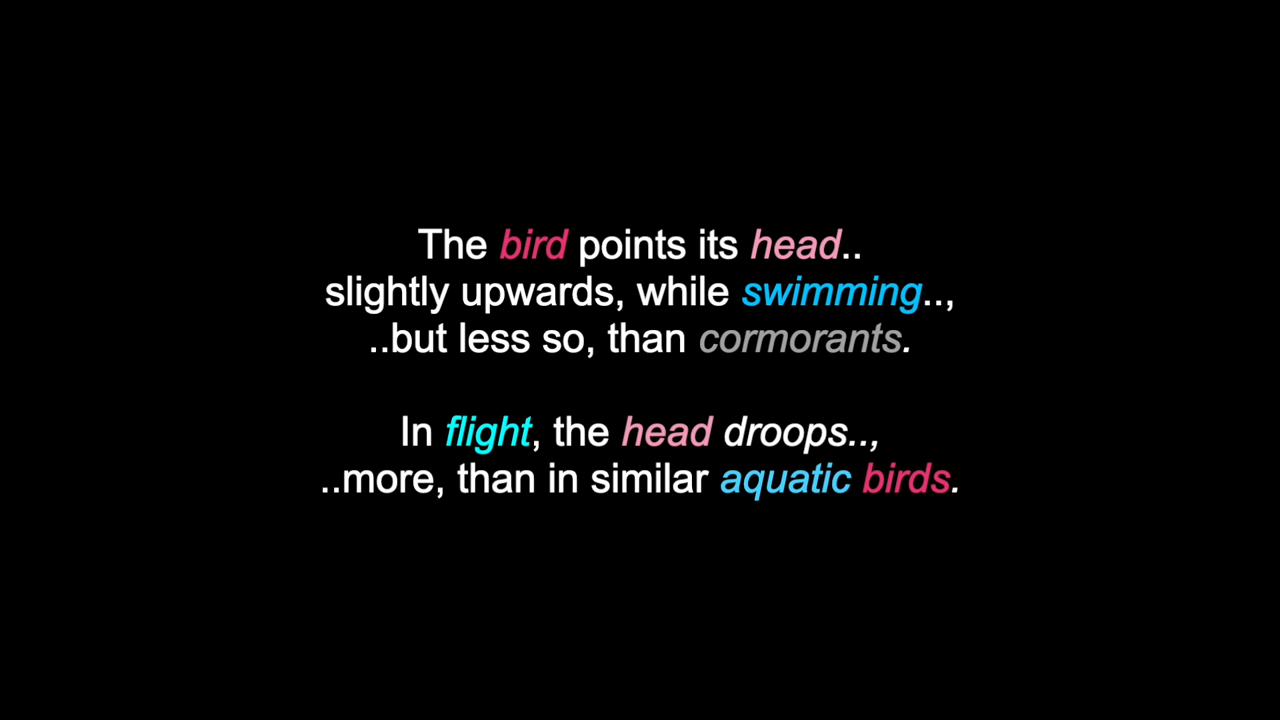 The bird points its head..
slightly upwards, while swimming..,
..but less so, than cormorants.
In flight, the head droops..,
..more, than in similar aquatic birds.